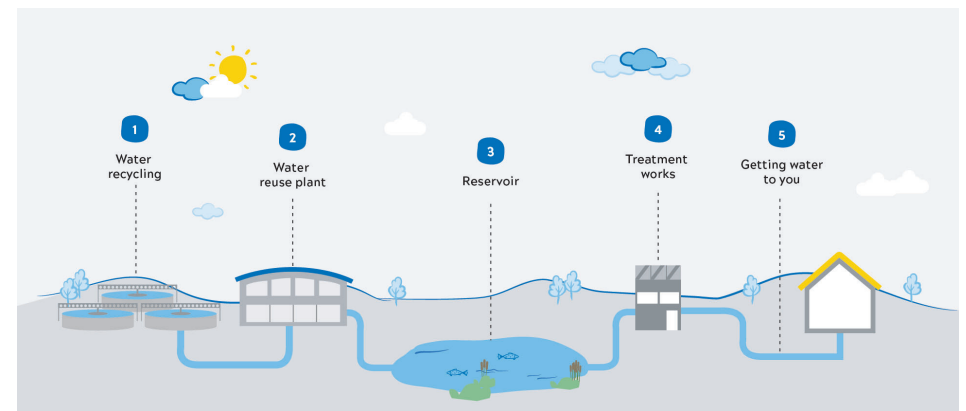 1
Water
recycling
2
Water
reuse plant
3
Reservoir
4
Treatment
works
5
Getting water
to you